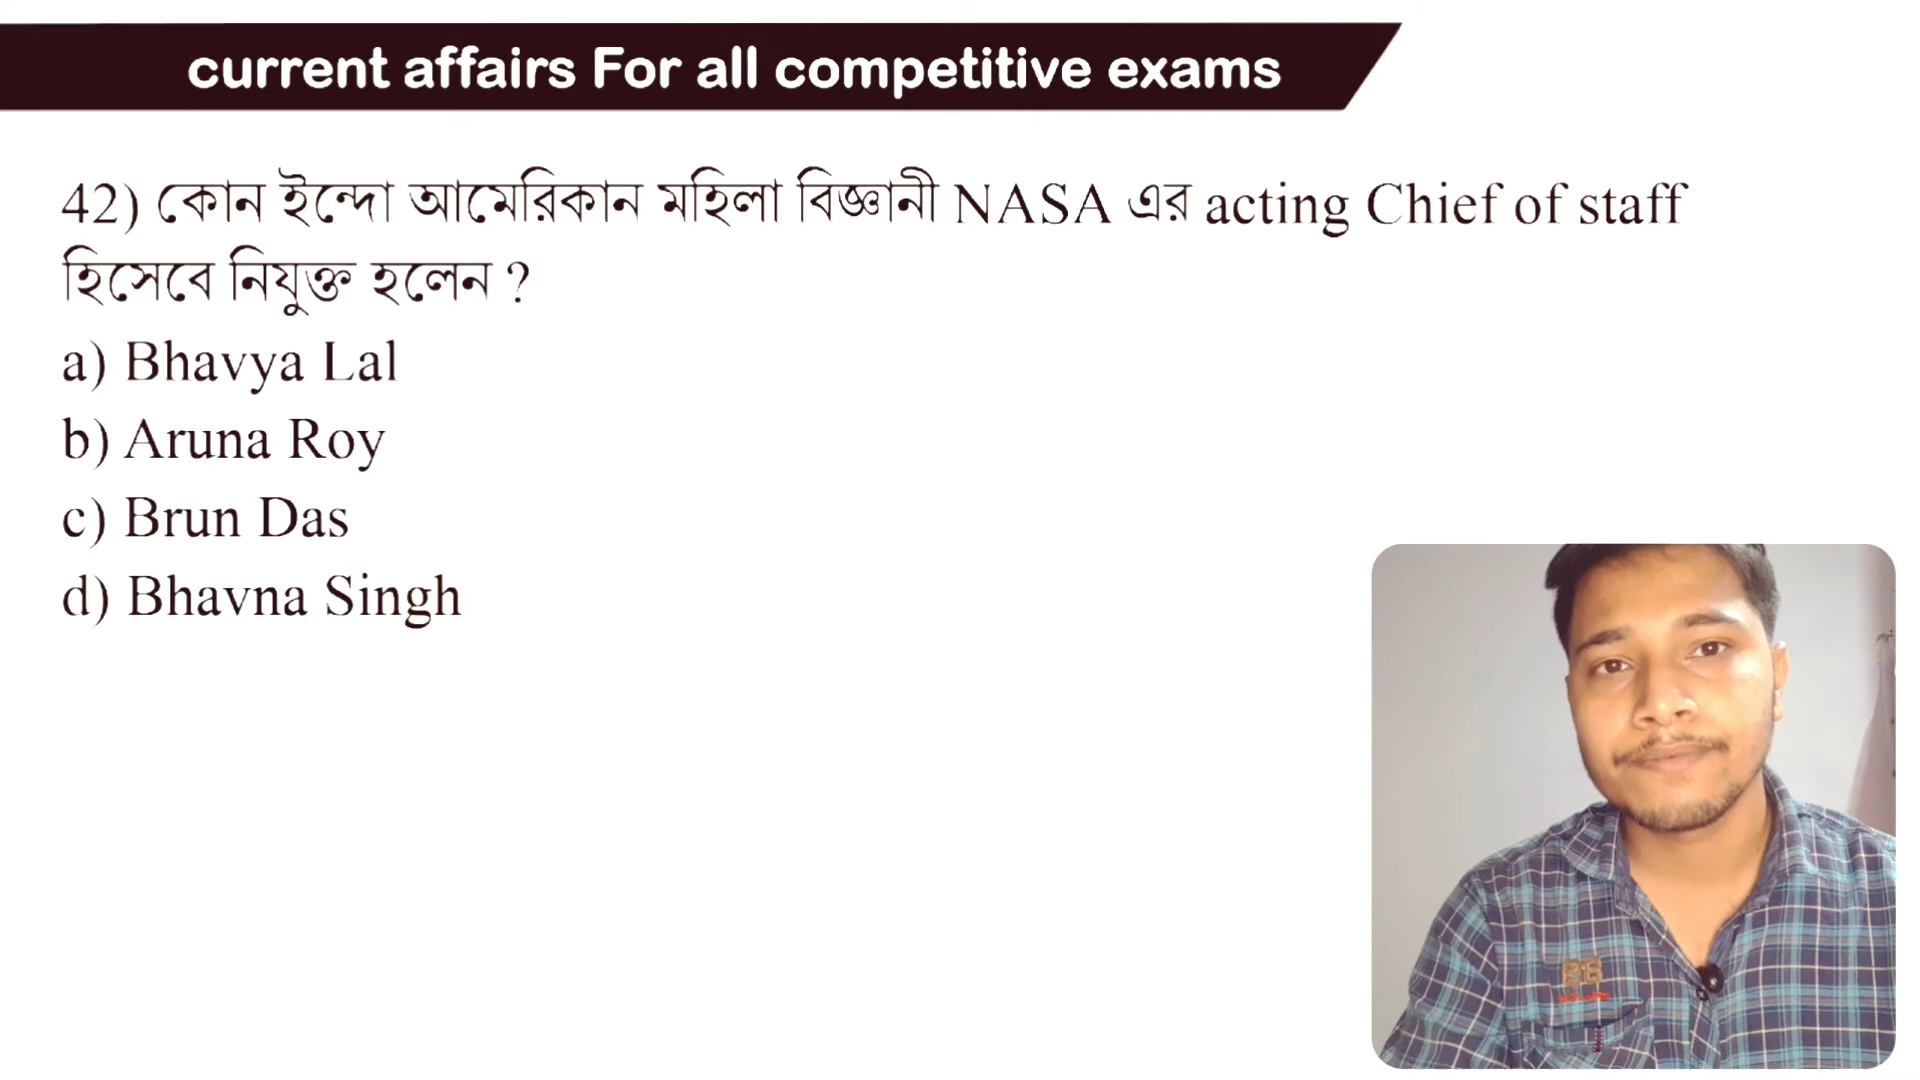 current affairs For all competitive exams
42) কোন ইন্দো আমেরিকান মহিলা বিজ্ঞানী NASA এর acting Chief of staff
হিসেবে নিযুক্ত হলেন ?
a) Bhavya Lal
b) Aruna Roy
c) Brun Das
d) Bhavna Singh